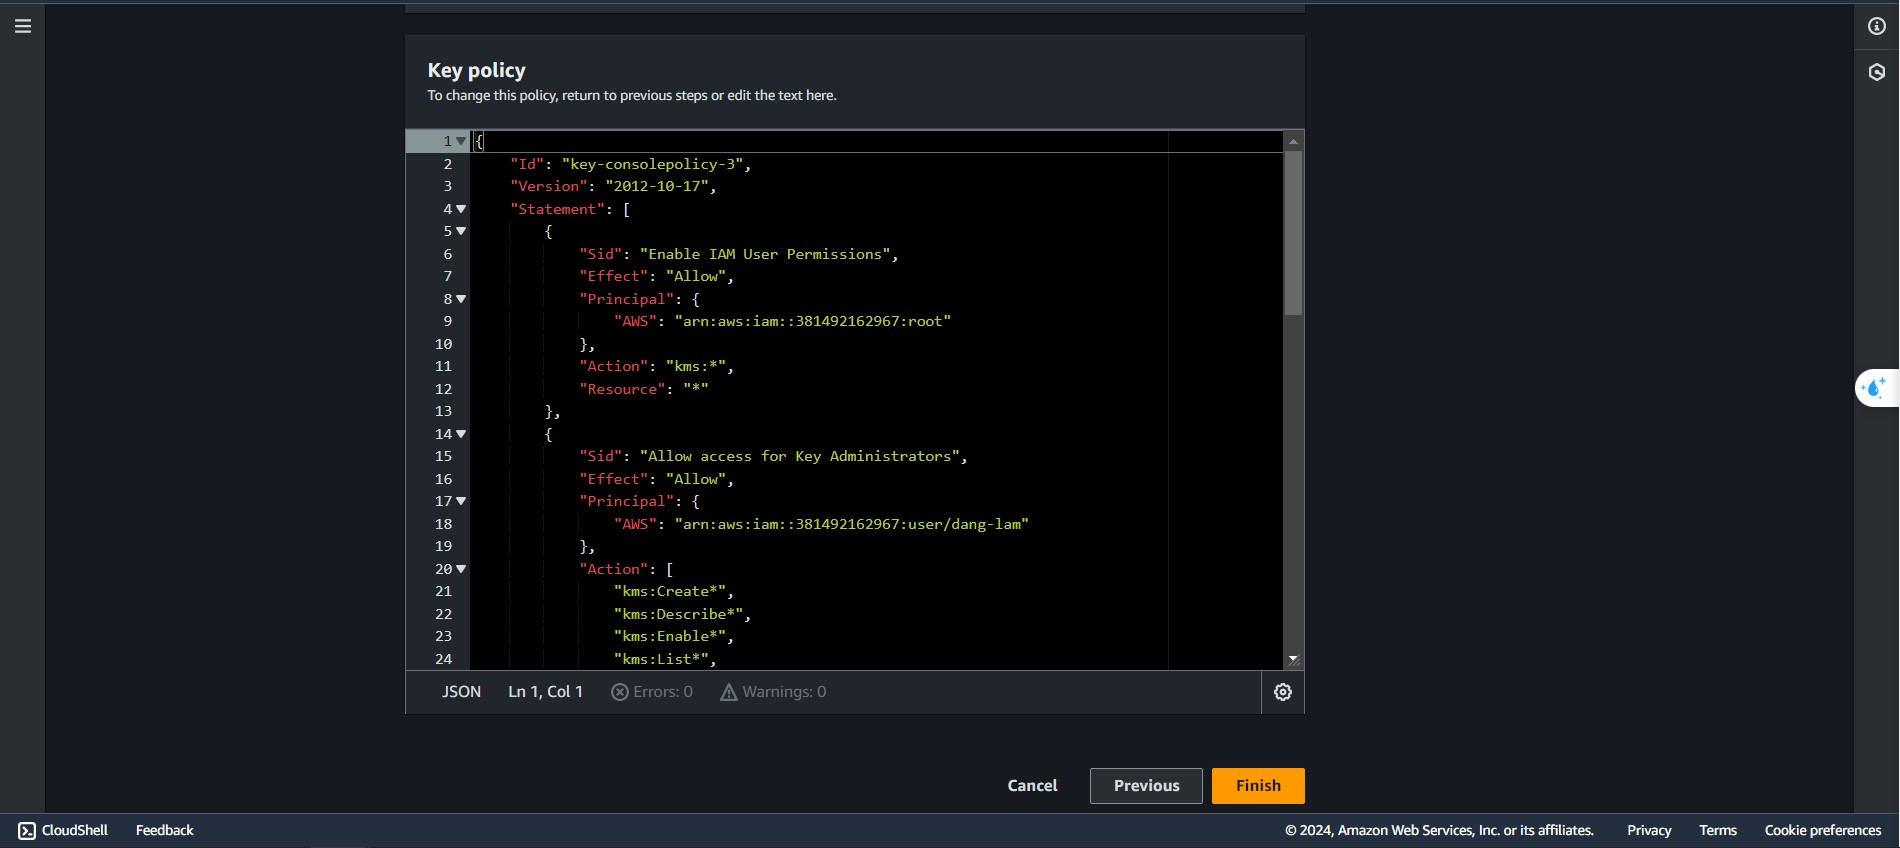 Key policy
To change this policy, return to previous steps or edit the text here.
1 {
2 "Id": "key-consolepolicy-3",
3 "Version": "2012-10-17",
4 "Statement": [
5 {
6 "Sid": "Enable IAM User Permissions",
7 "Effect": "Allow",
8 "Principal": {
9 "AWS": "arn:aws:iam::381492162967:root"
10 },
11 "Action": "kms:*",
12 "Resource": "*"
13 },
14 {
15 "Sid": "Allow access for Key Administrators",
16 "Effect": "Allow",
17 "Principal": {
18 "AWS": "arn:aws:iam::381492162967:user/dang-lam"
19 },
20 "Action": [
21 "kms:Create*",
22 "kms:Describe*",
23 "kms:Enable*",
24 "kms:List*",
JSON Ln 1, Col 1 Errors: 0 Warnings: 0
Cancel Previous Finish
CloudShell Feedback © 2024, Amazon Web Services, Inc. or its affiliates. Privacy Terms Cookie preferences